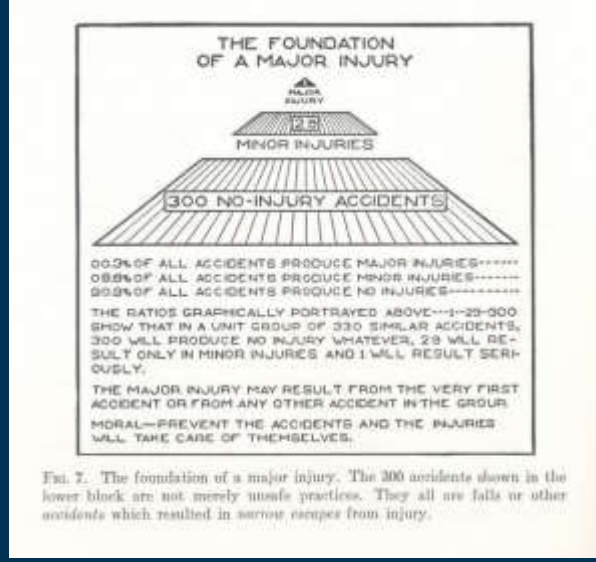 THE FOUNDATION
OF A MAJOR INJURY
1
MAJOR
INJURY
29
MINOR INJURIES
300 NO-INJURY ACCIDENTS
00.3% OF ALL ACCIDENTS PRODUCE MAJOR INJURIES------
08.8% OF ALL ACCIDENTS PRODUCE MINOR INJURIES-------
90.9% OF ALL ACCIDENTS PRODUCE NO INJURIES----------
THE RATIOS GRAPHICALLY PORTRAYED ABOVE---1-29-300
SHOW THAT IN A UNIT GROUP OF 330 SIMILAR ACCIDENTS,
300 WILL PRODUCE NO INJURY WHATEVER, 29 WILL RE-
SULT ONLY IN MINOR INJURIES AND 1 WILL RESULT SERI-
OUSLY.
THE MAJOR INJURY MAY RESULT FROM THE VERY FIRST
ACCIDENT OR FROM ANY OTHER ACCIDENT IN THE GROUP.
MORAL—PREVENT THE ACCIDENTS AND THE INJURIES
WILL TAKE CARE OF THEMSELVES.
FIG. 7. The foundation of a major injury. The 300 accidents shown in the
lower block are not merely unsafe practices. They all are falls or other
accidents which resulted in narrow escapes from injury.